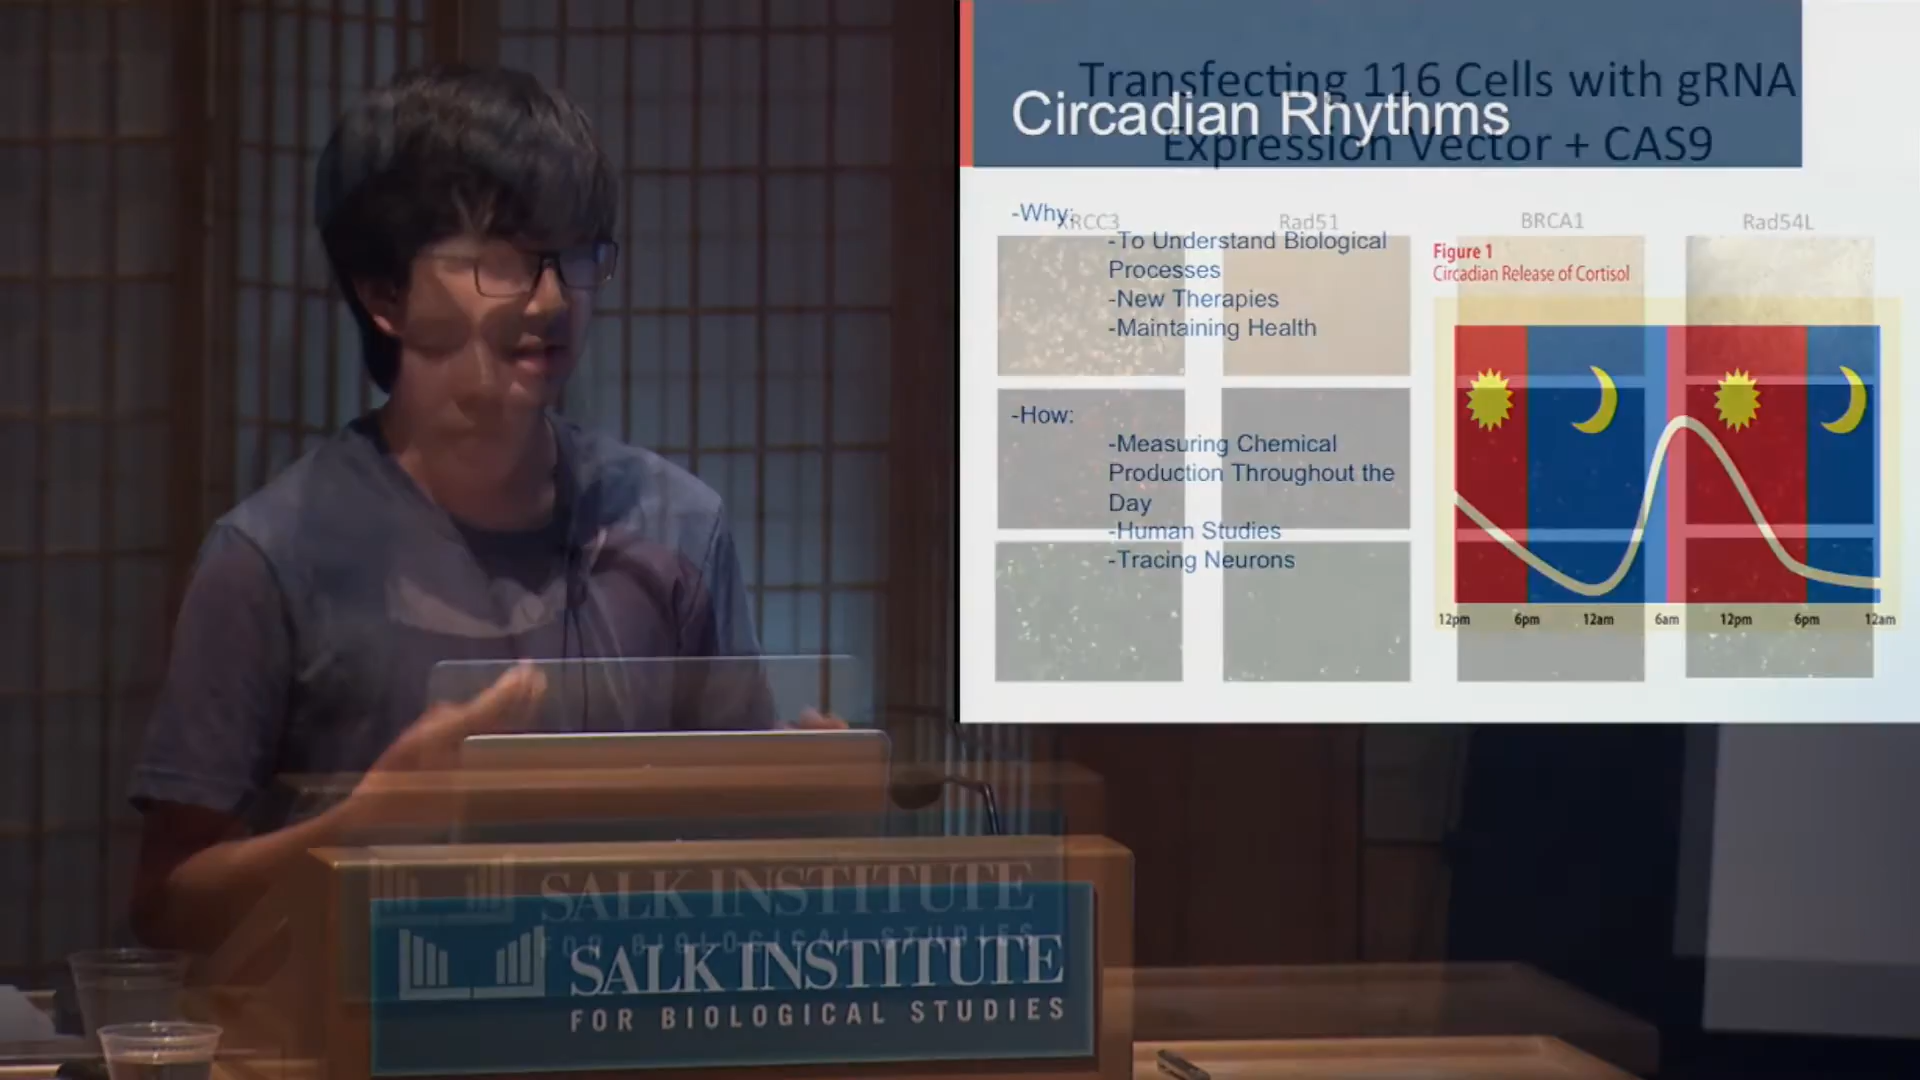 Transfecting 116 Cells with gRNA
Circadian Rhythms
Expression Vector + CAS9
-Why:
XRCC3
Rad51
BRCA1
Rad54L
-To Understand Biological
Processes
-New Therapies
-Maintaining Health
-How:
-Measuring Chemical
Production Throughout the
Day
-Human Studies
-Tracing Neurons
Figure 1
Circadian Release of Cortisol
12pm 6pm 12am 6am 12pm 6pm 12am
SALK INSTITUTE
FOR BIOLOGICAL STUDIES
SALK INSTITUTE
FOR BIOLOGICAL STUDIES